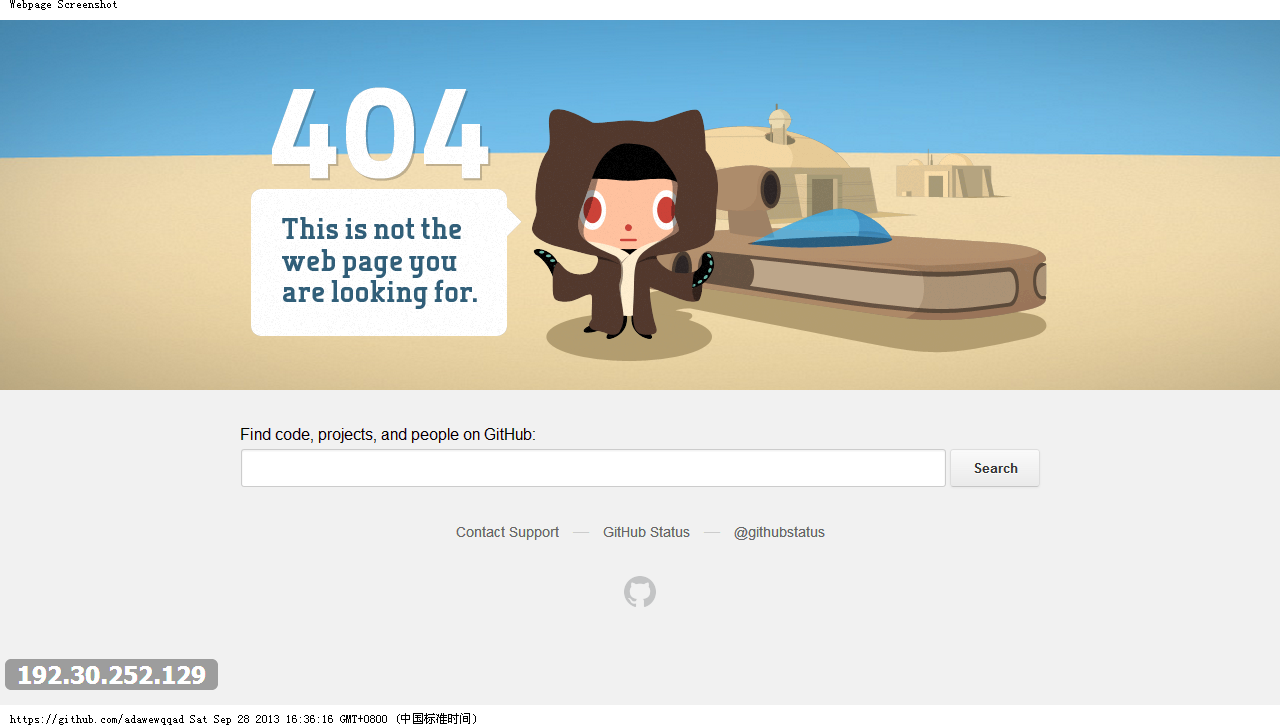 Webpage Screenshot
404
This is not the
web page you
are looking for.
Find code, projects, and people on GitHub:
Search
Contact Support — GitHub Status — @githubstatus
192.30.252.129
https://github.com/adawewqqad Sat Sep 28 2013 16:36:16 GMT+0800 (中国标准时间)